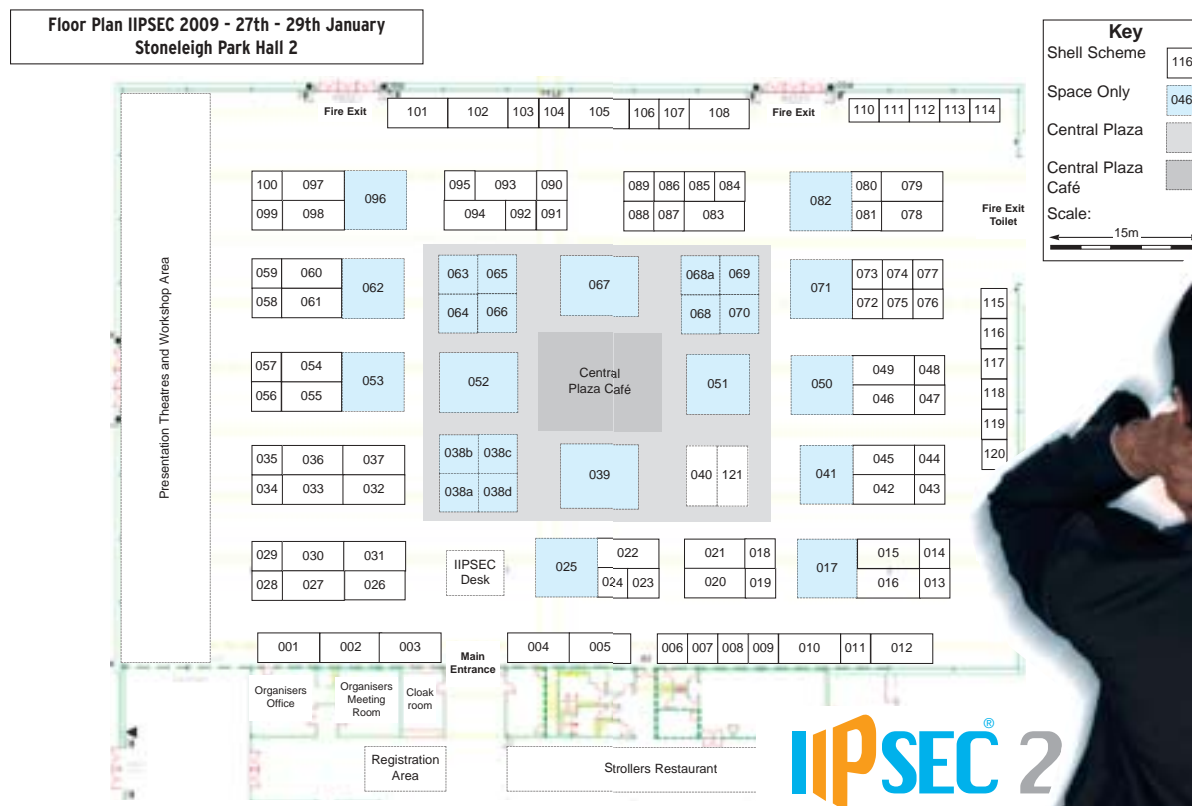 Floor Plan IIPSEC 2009 - 27th - 29th January
Stoneleigh Park Hall 2
Key
Shell Scheme
116
Space Only
046
Central Plaza
Central Plaza
Café
Scale:
15m
Fire Exit
101 102 103 104 105 106 107 108
Fire Exit
110 111 112 113 114
100 097 096 095 093 090 089 086 085 084 082 080 079
099 098 094 092 091 088 087 083 081 078
Fire Exit
Toilet
Presentation Theatres and Workshop Area
059 060 062 063 065 067 068a 069 071 073 074 077
058 061 064 066 068 070 072 075 076
115
116
117
118
119
120
057 054 053 052 Central
Plaza Café
051 050 049 048
056 055 046 047
035 036 037 038b 038c 039 040 121 041 045 044
034 033 032 038a 038d 042 043
029 030 031 IIPSEC
Desk
025 022 021 018 017 015 014
028 027 026 024 023 020 019 016 013
001 002 003 Main
Entrance
004 005 006 007 008 009 010 011 012
Organisers
Office
Organisers
Meeting
Room
Cloak
room
Registration
Area
Strollers Restaurant
IIPSEC® 2